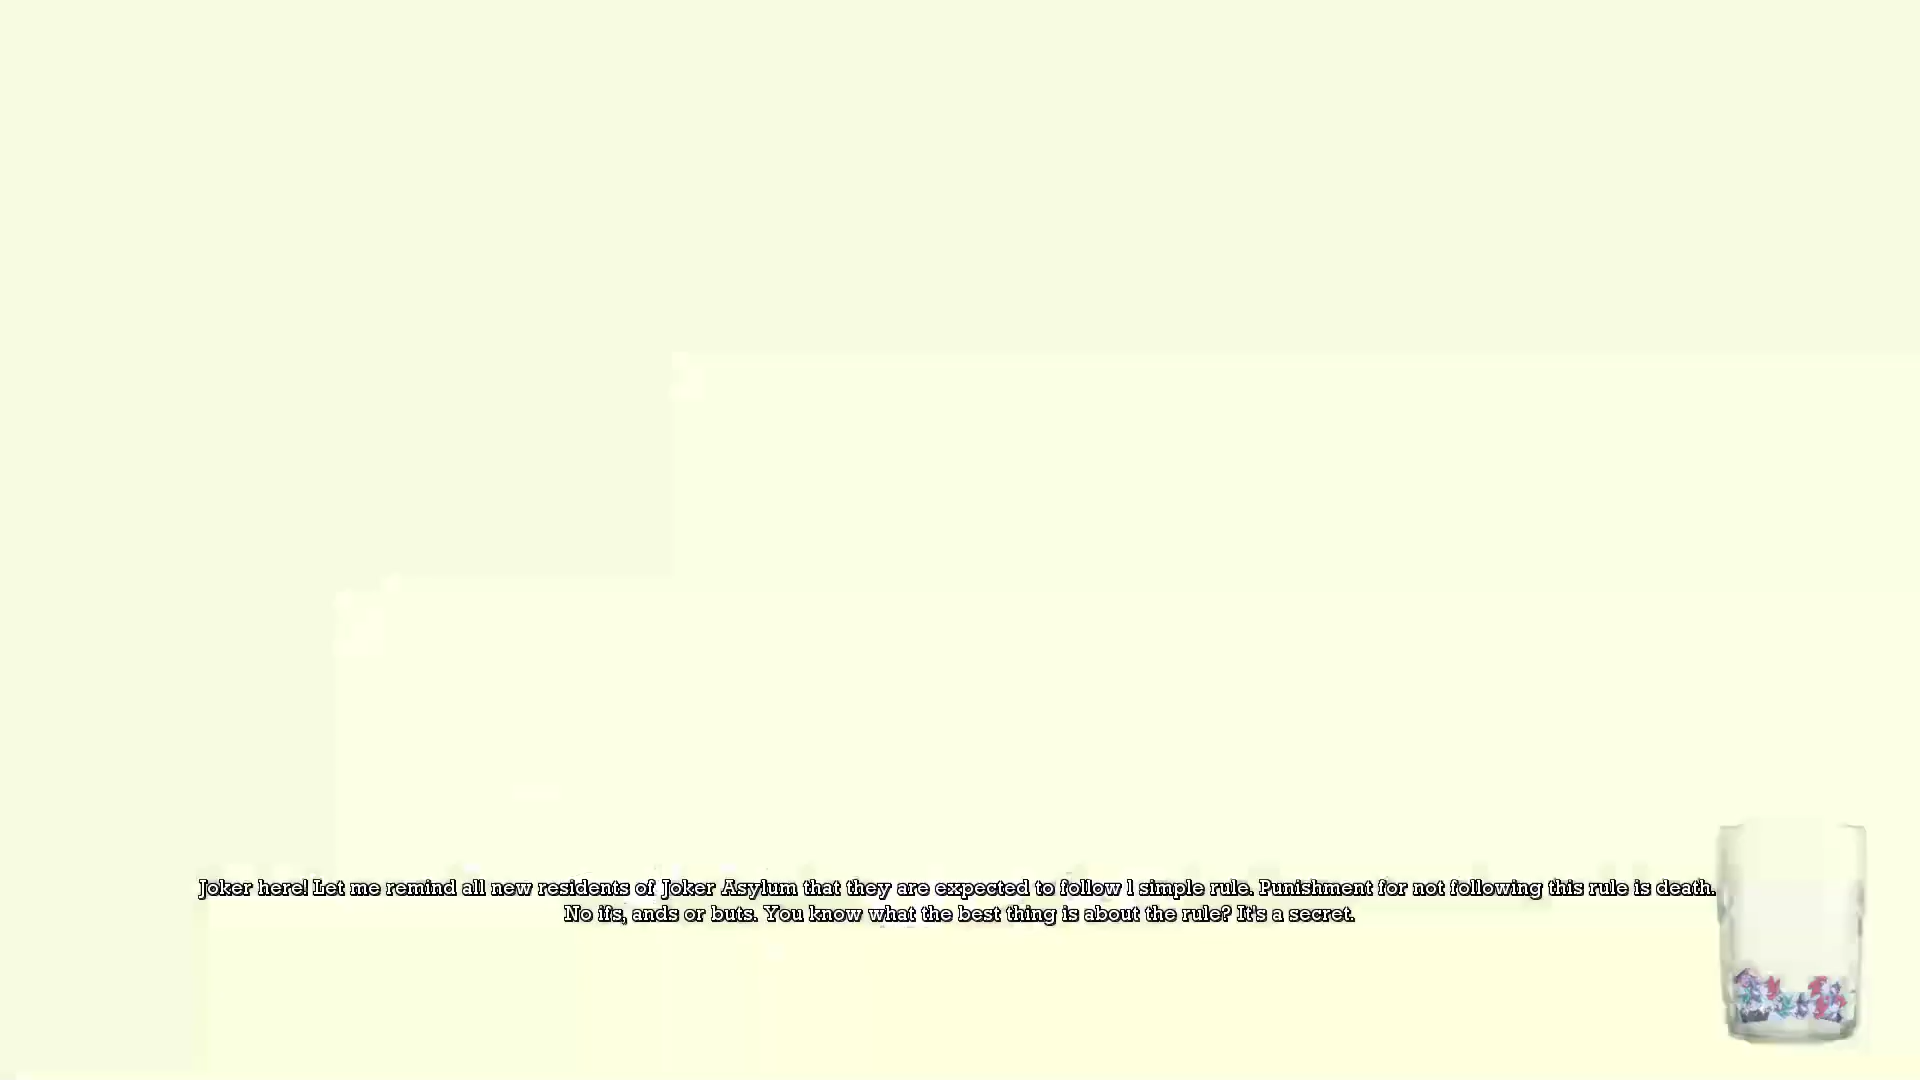 Joker here! Let me remind all new residents of Joker Asylum that they are expected to follow 1 simple rule. Punishment for not following this rule is death.
No ifs, ands or buts. You know what the best thing is about the rule? It's a secret.